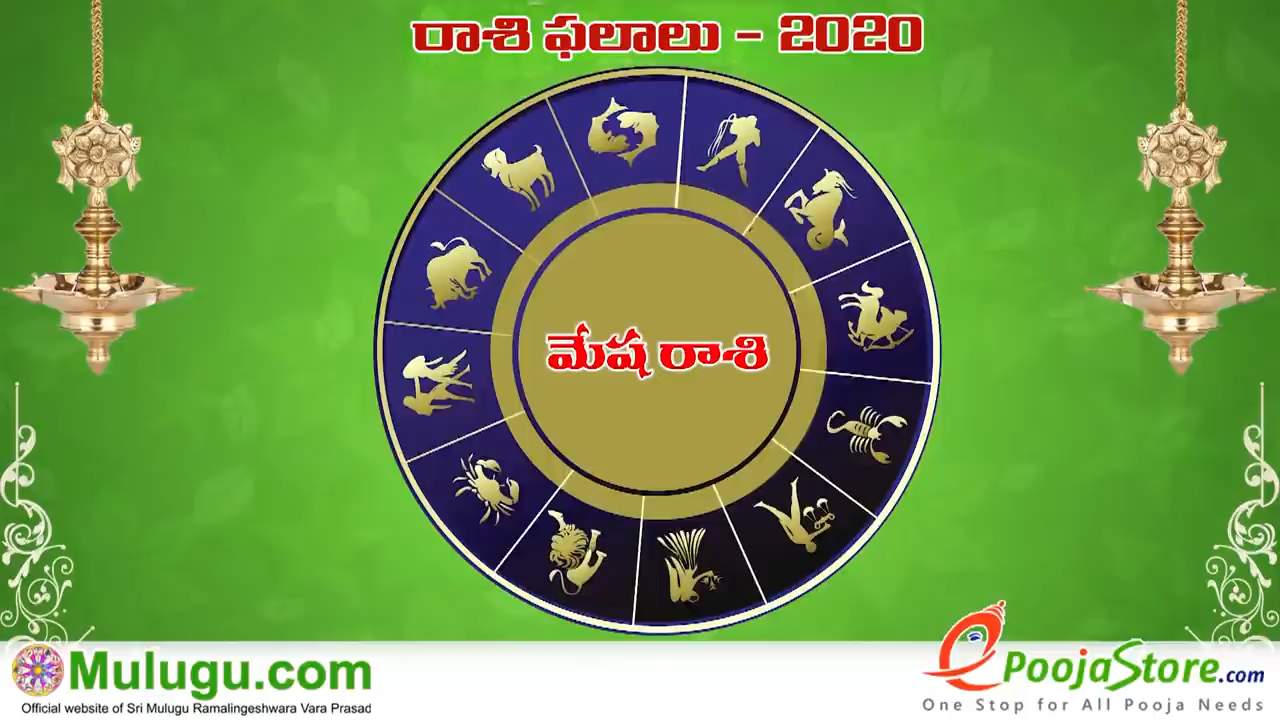 రాశి ఫలాలు - 2020
మేష రాశి
Mulugu.com
Official website of Sri Mulugu Ramalingeshwara Vara Prasad
ePoojaStore.com
One Stop for All Pooja Needs